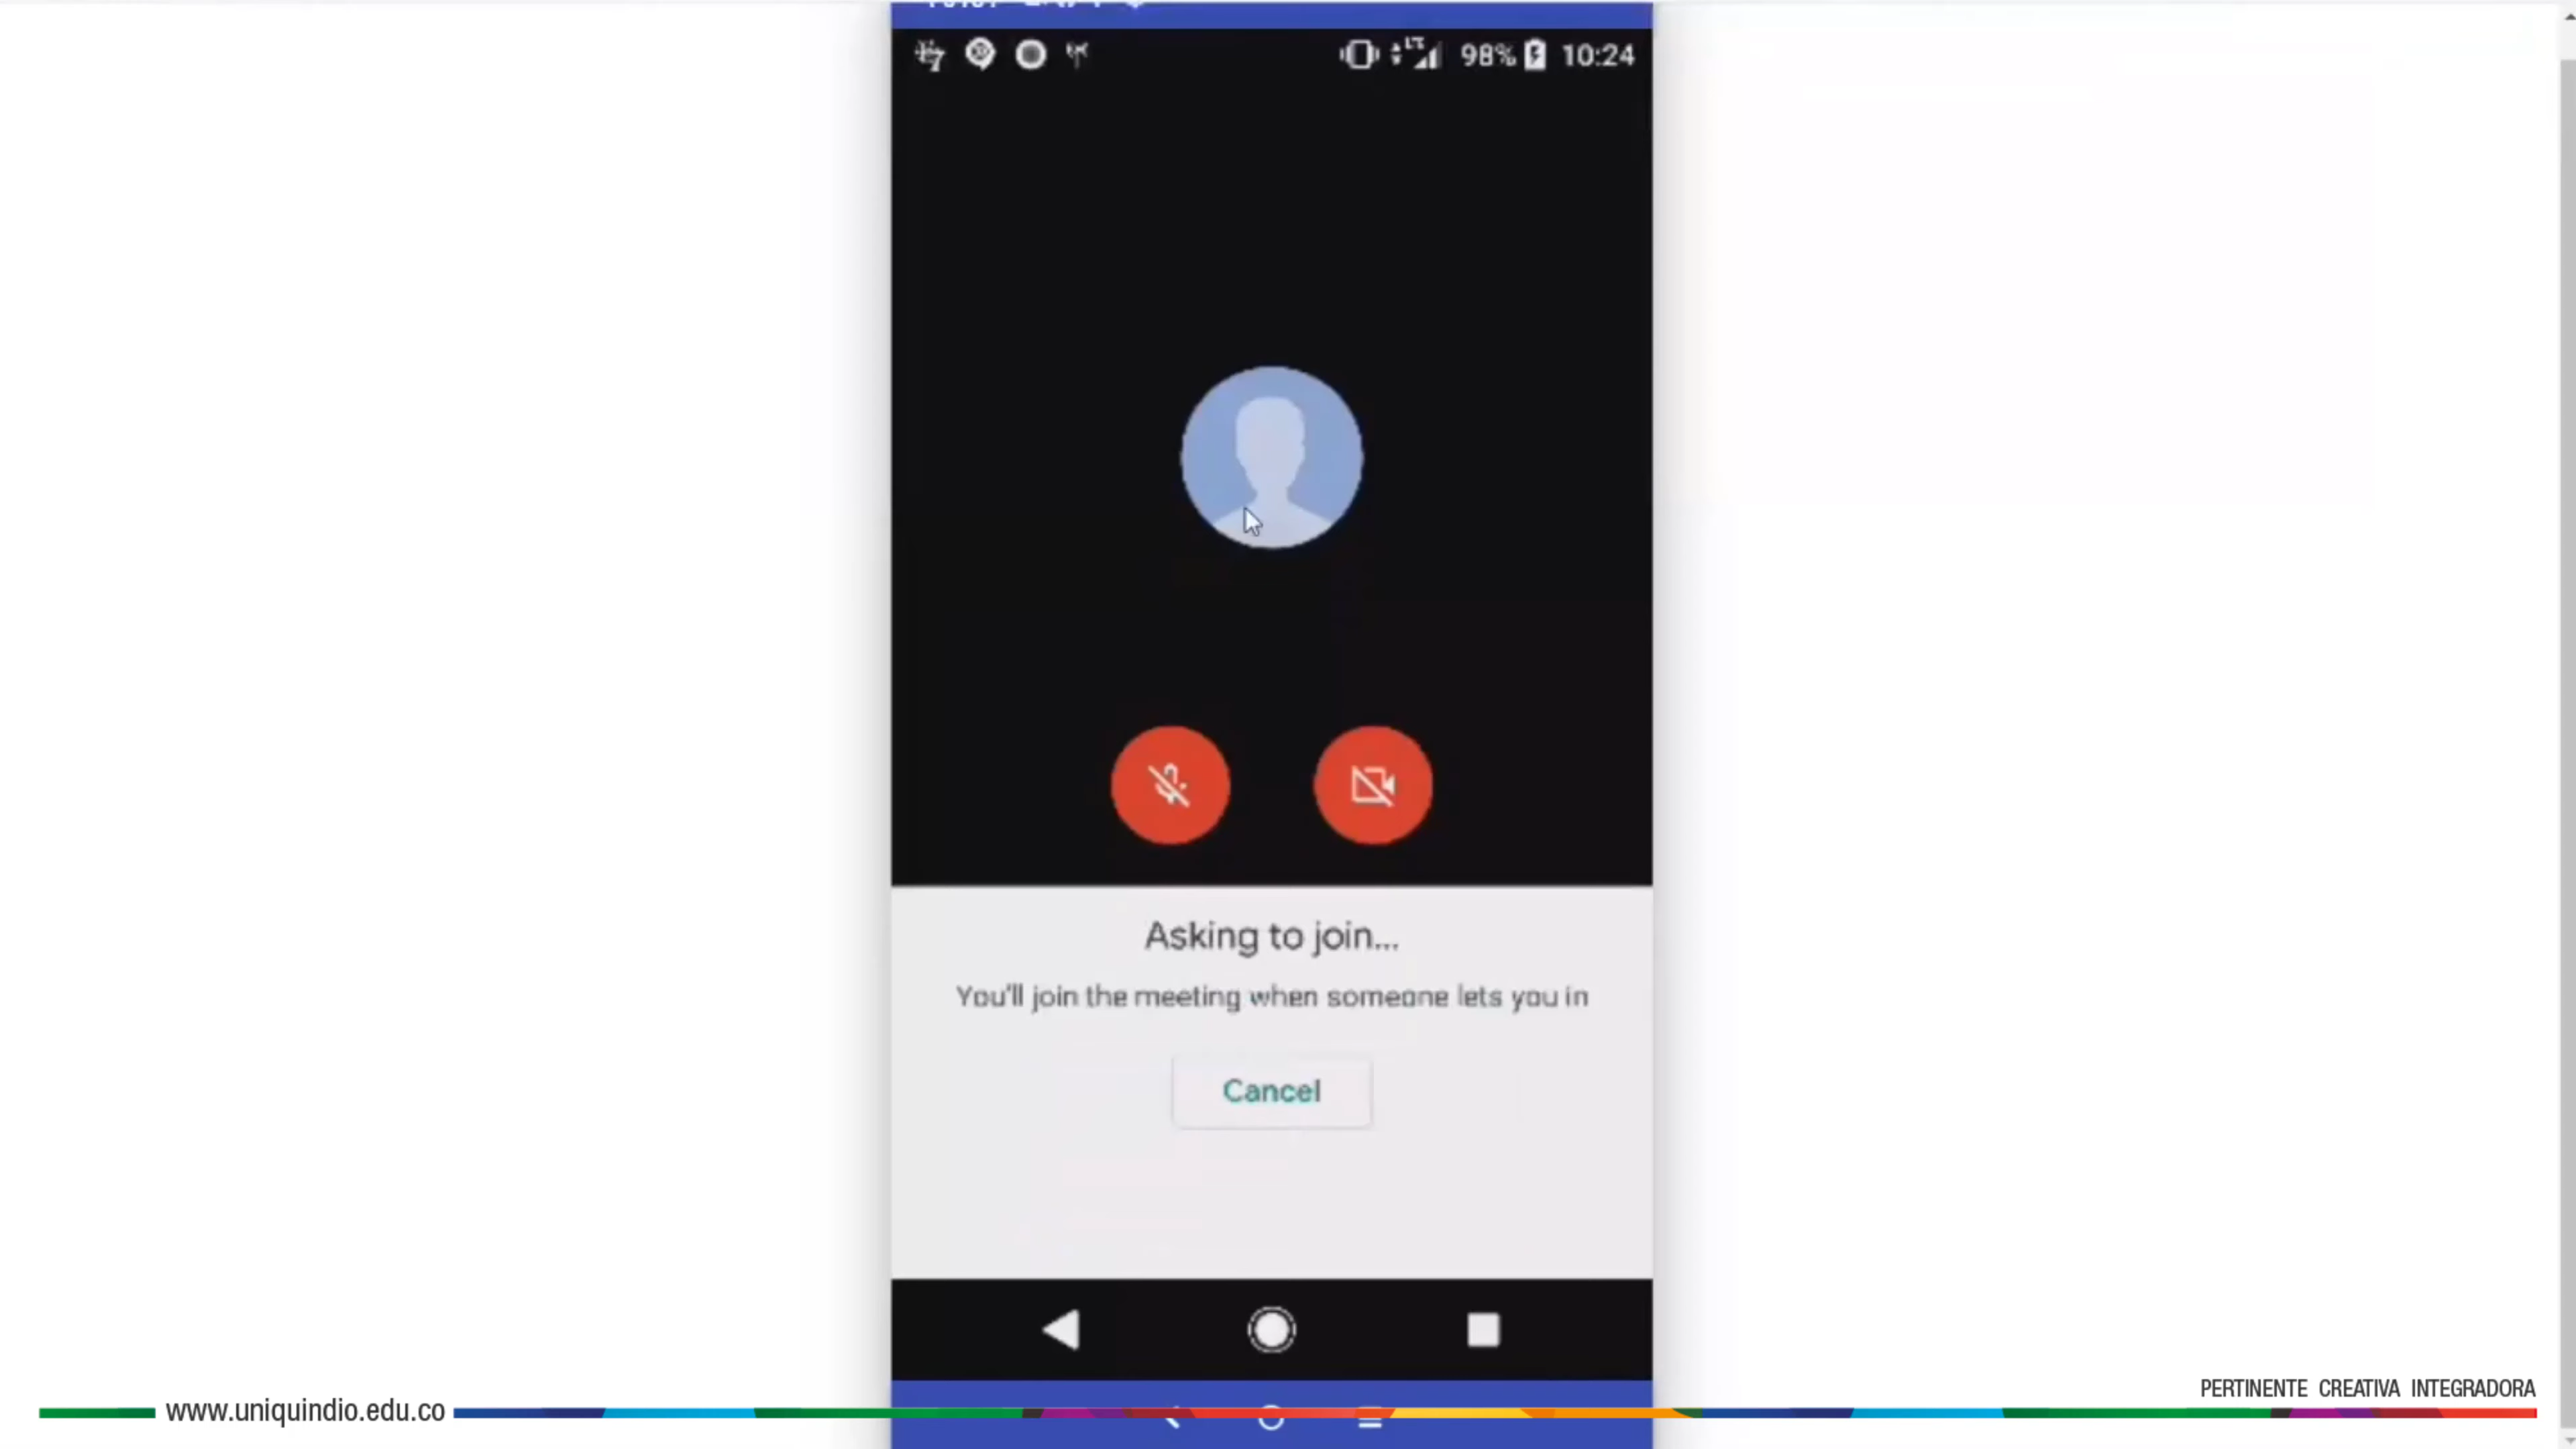 98% 10:24
Asking to join...
You'll join the meeting when someone lets you in
Cancel
PERTINENTE CREATIVA INTEGRADORA
www.uniquindio.edu.co